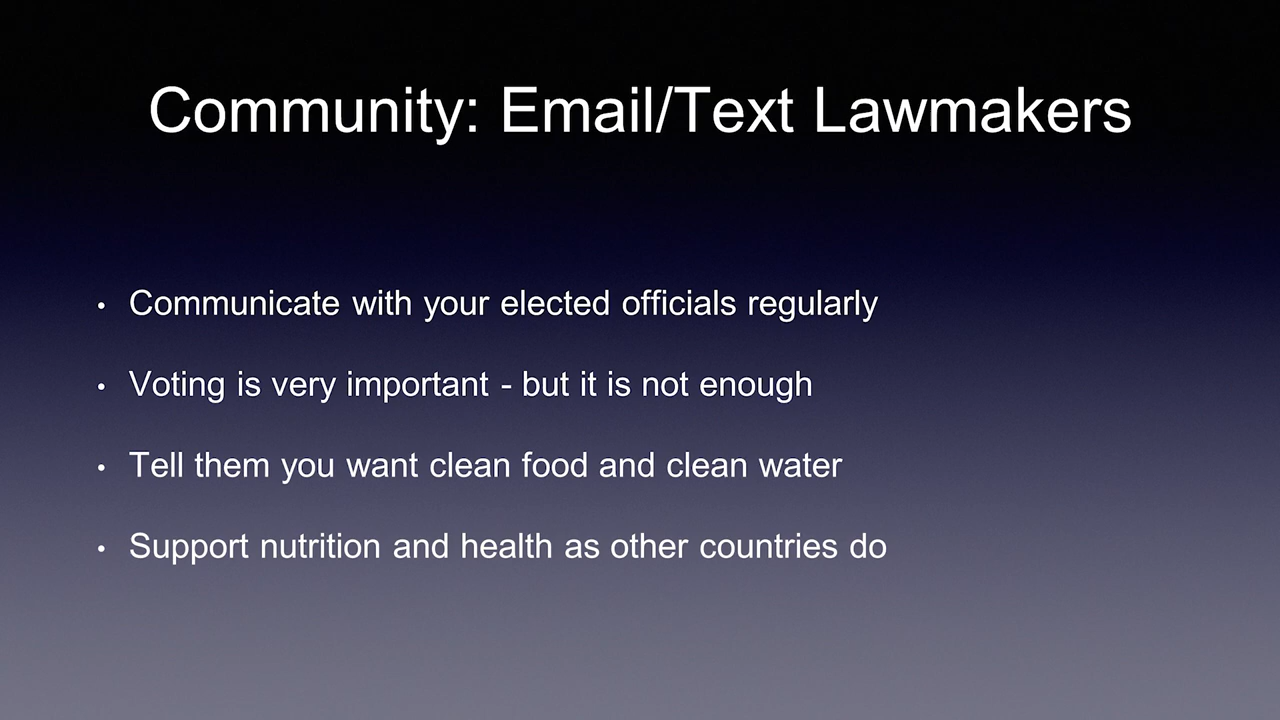 Community: Email/Text Lawmakers
• Communicate with your elected officials regularly
• Voting is very important - but it is not enough
• Tell them you want clean food and clean water
• Support nutrition and health as other countries do